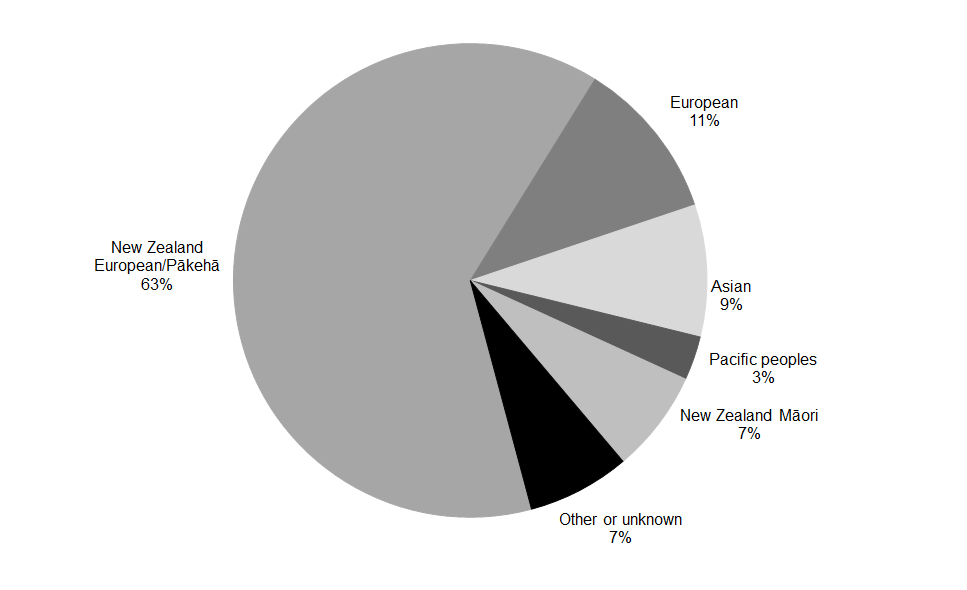 European
11%
New Zealand
European/Pākehā
63%
Asian
9%
Pacific peoples
3%
New Zealand Māori
7%
Other or unknown
7%